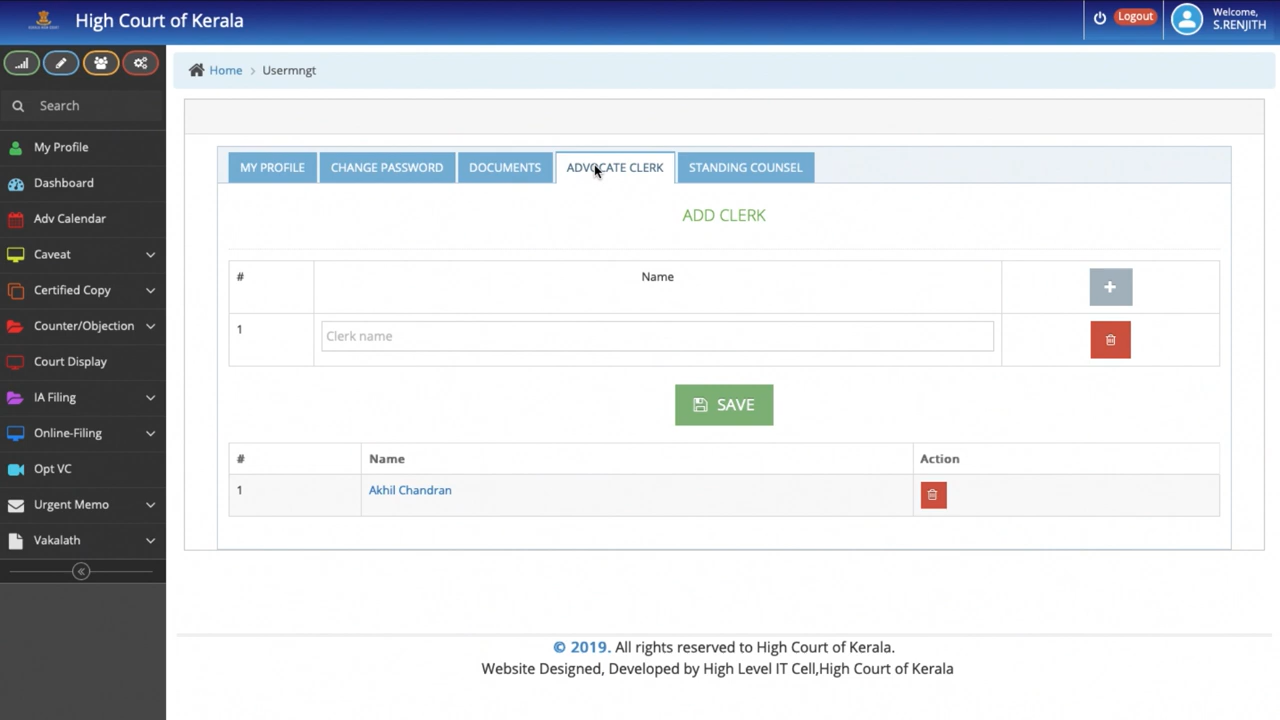 High Court of Kerala
Logout
Welcome,
S.RENJITH
Search
My Profile
Dashboard
Adv Calendar
Caveat
Certified Copy
Counter/Objection
Court Display
IA Filing
Online-Filing
Opt VC
Urgent Memo
Vakalath
Home > Usermngt
MY PROFILE CHANGE PASSWORD DOCUMENTS ADVOCATE CLERK STANDING COUNSEL
ADD CLERK
# Name
1 Clerk name
SAVE
# Name Action
1 Akhil Chandran
© 2019. All rights reserved to High Court of Kerala.
Website Designed, Developed by High Level IT Cell,High Court of Kerala